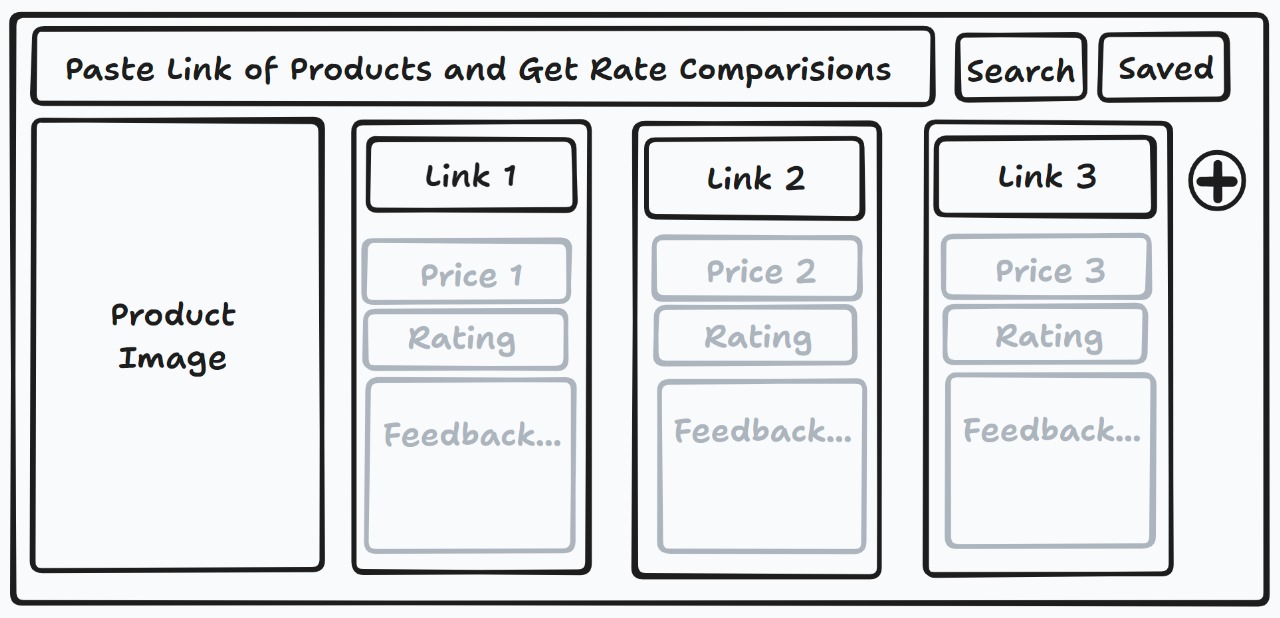 Paste Link of Products and Get Rate Comparisions
Search
Saved
Product
Image
Link 1
Price 1
Rating
Feedback...
Link 2
Price 2
Rating
Feedback...
Link 3
Price 3
Rating
Feedback...